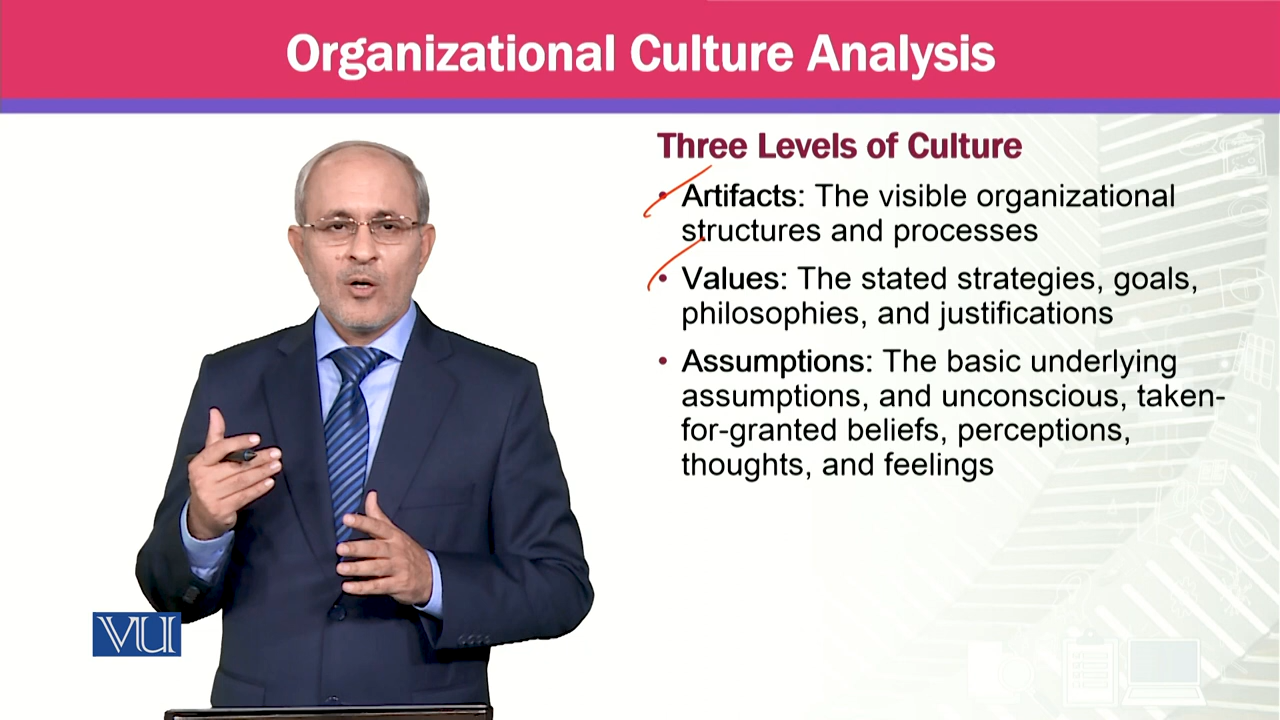 Organizational Culture Analysis
Three Levels of Culture
• Artifacts: The visible organizational
structures and processes
• Values: The stated strategies, goals,
philosophies, and justifications
• Assumptions: The basic underlying
assumptions, and unconscious, taken-
for-granted beliefs, perceptions,
thoughts, and feelings
VU